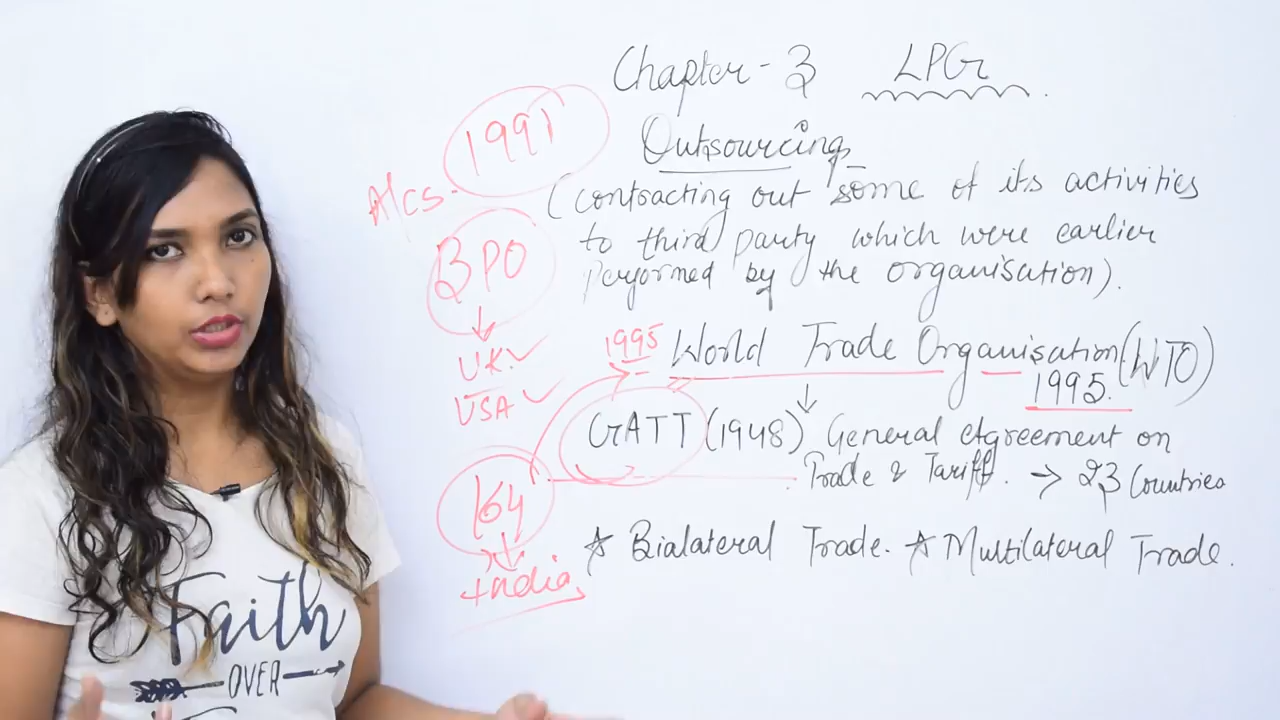 Chapter - 3 LPG
1991
Outsourcing
A/cs -
(contracting out some of its activities
to third party which were earlier
performed by the organisation).
BPO
UK
USA
1995 World Trade Organisation (WTO)
1995.
GATT (1948) General Agreement on
Trade & Tariff. → 23 Countries
164
India
☆ Bialateral Trade. ☆ Multilateral Trade.
Faith
OVER